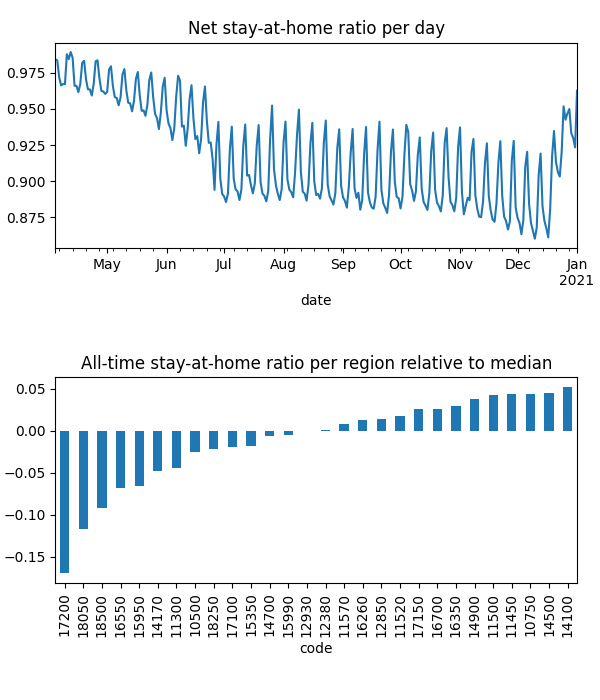 Net stay-at-home ratio per day
0.975
0.950
0.925
0.900
0.875
May Jun Jul Aug Sep Oct Nov Dec Jan
2021
date
All-time stay-at-home ratio per region relative to median
0.05
0.00
−0.05
−0.10
−0.15
17200 18050 18500 16550 15950 14170 11300 10500 18250 17100 15350 14700 15990 12930 12380 11570 16260 12850 11520 17150 16700 16350 14900 11500 11450 10750 14500 14100
code